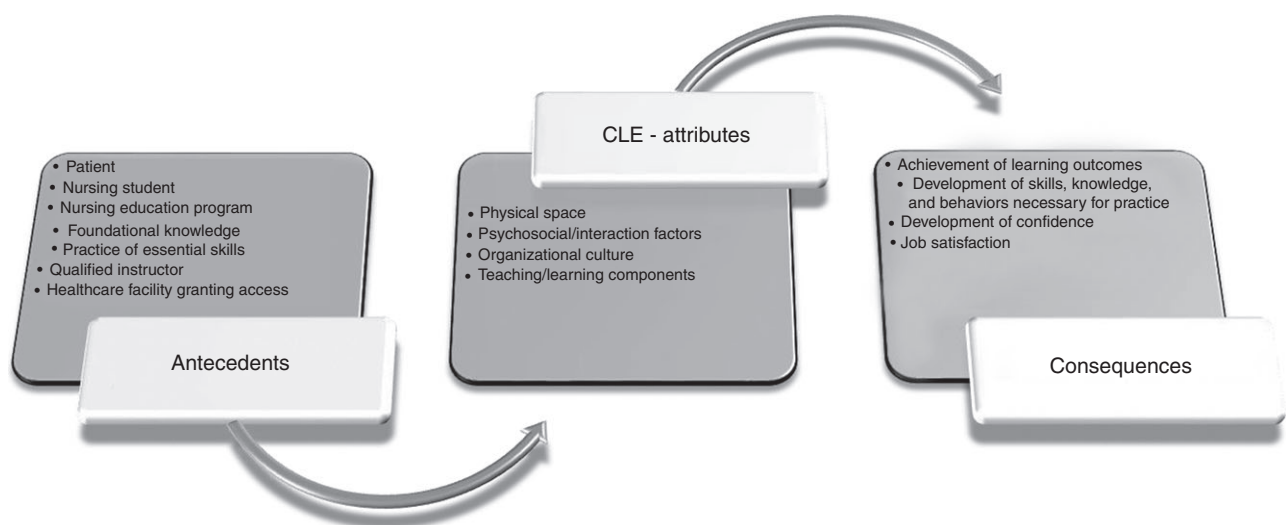 • Patient
• Nursing student
• Nursing education program
• Foundational knowledge
• Practice of essential skills
• Qualified instructor
• Healthcare facility granting access
Antecedents
CLE - attributes
• Physical space
• Psychosocial/interaction factors
• Organizational culture
• Teaching/learning components
• Achievement of learning outcomes
• Development of skills, knowledge,
and behaviors necessary for practice
• Development of confidence
• Job satisfaction
Consequences